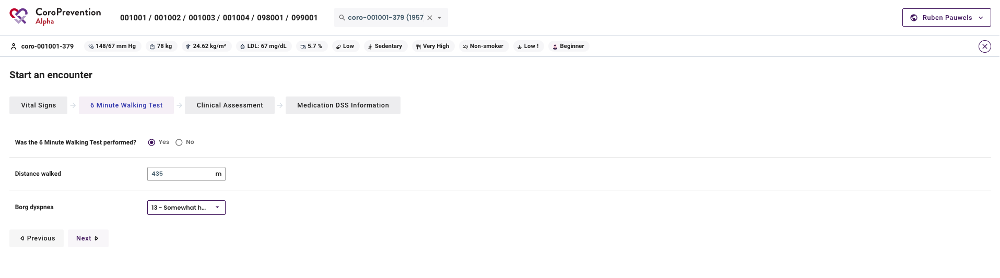 CoroPrevention
Alpha
001001 / 001002 / 001003 / 001004 / 098001 / 099001
coro-001001-379 (1957
Ruben Pauwels
coro-001001-379 148/67 mm Hg 78 kg 24.62 kg/m² LDL: 67 mg/dL 5.7 % Low Sedentary Very High Non-smoker Low ! Beginner
Start an encounter
Vital Signs 6 Minute Walking Test Clinical Assessment Medication DSS Information
Was the 6 Minute Walking Test performed? Yes No
Distance walked 435 m
Borg dyspnea 13 - Somewhat h...
Previous Next